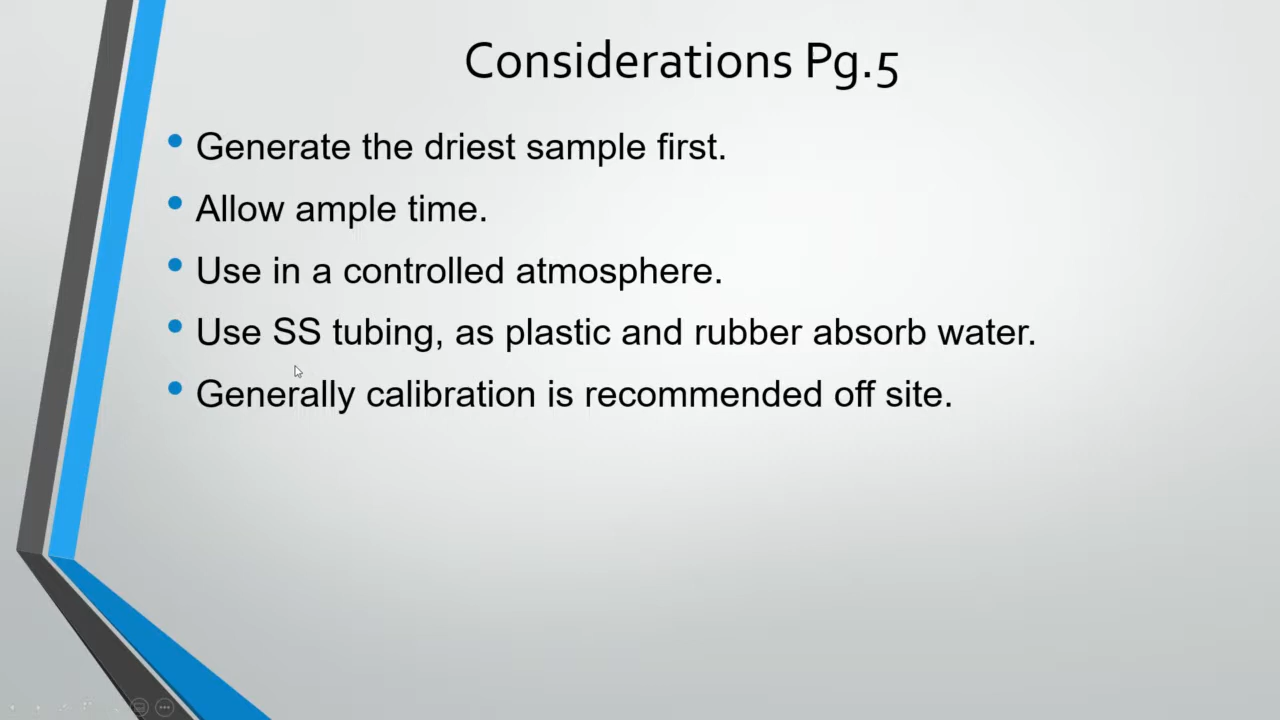 Considerations Pg.5
• Generate the driest sample first.
• Allow ample time.
• Use in a controlled atmosphere.
• Use SS tubing, as plastic and rubber absorb water.
• Generally calibration is recommended off site.